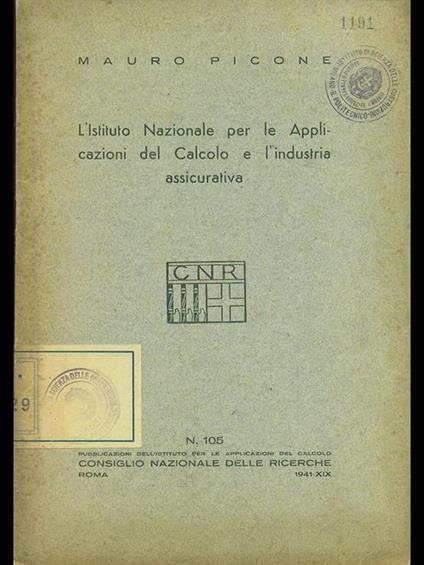 1191
MAURO PICONE
L'Istituto Nazionale per le Appli-
cazioni del Calcolo e l'industria
assicurativa
CNR
29
N. 105
PUBBLICAZIONI DELL'ISTITUTO PER LE APPLICAZIONI DEL CALCOLO
CONSIGLIO NAZIONALE DELLE RICERCHE
ROMA 1941-XIX